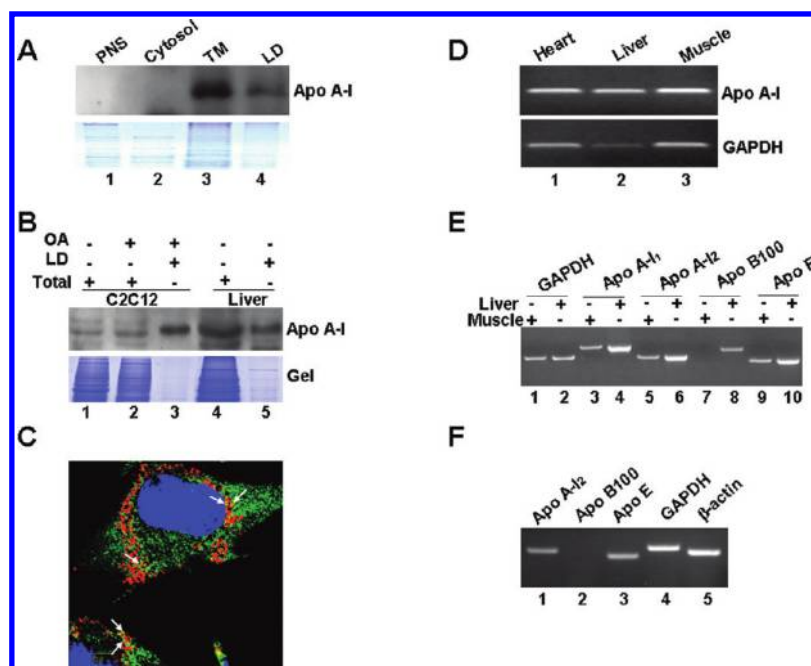 A
PNS Cytosol TM LD
Apo A-I
1 2 3 4
B
OA - + + - -
LD - - + - +
Total + + - + -
C2C12 Liver
Apo A-I
Gel
1 2 3 4 5
C
D
Heart Liver Muscle
Apo A-I
GAPDH
1 2 3
E
GAPDH Apo A-I₁ Apo A-I₂ Apo B100 Apo E
Liver - + - + - + - + - +
Muscle + - + - + - + - + -
1 2 3 4 5 6 7 8 9 10
F
Apo A-I₂ Apo B100 Apo E GAPDH β-actin
1 2 3 4 5